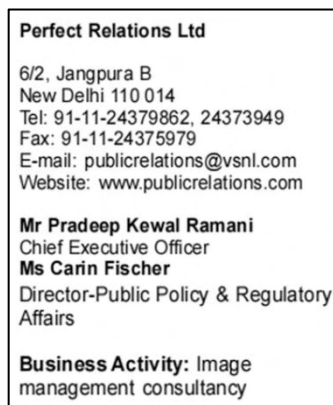 Perfect Relations Ltd
6/2, Jangpura B
New Delhi 110 014
Tel: 91-11-24379862, 24373949
Fax: 91-11-24375979
E-mail: publicrelations@vsnl.com
Website: www.publicrelations.com
Mr Pradeep Kewal Ramani
Chief Executive Officer
Ms Carin Fischer
Director-Public Policy & Regulatory
Affairs
Business Activity: Image
management consultancy